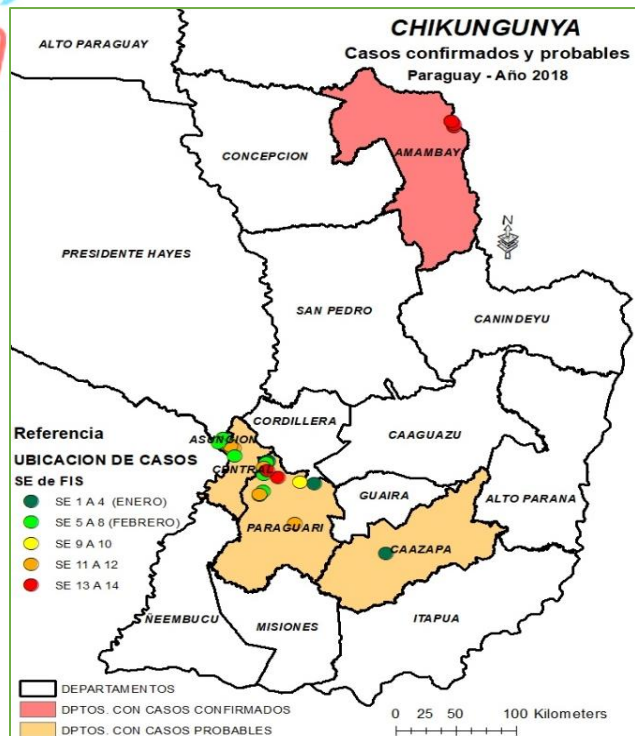 CHIKUNGUNYA
Casos confirmados y probables
Paraguay - Año 2018
ALTO PARAGUAY
CONCEPCION
AMAMBAY
N
PRESIDENTE HAYES
SAN PEDRO
CANINDEYU
CORDILLERA
ASUNCION
CAAGUAZU
CENTRAL
GUAIRA
ALTO PARANA
PARAGUARI
CAAZAPA
ÑEEMBUCU
MISIONES
ITAPUA
Referencia
UBICACION DE CASOS
SE de FIS
SE 1 A 4 (ENERO)
SE 5 A 8 (FEBRERO)
SE 9 A 10
SE 11 A 12
SE 13 A 14
DEPARTAMENTOS
DPTOS. CON CASOS CONFIRMADOS
DPTOS. CON CASOS PROBABLES
0 25 50 100 Kilometers